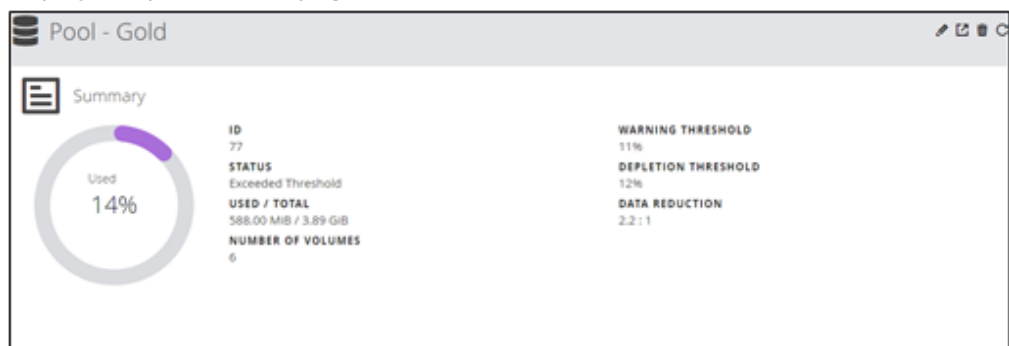 Pool - Gold
Summary
Used
14%
ID
77
STATUS
Exceeded Threshold
USED / TOTAL
588.00 MiB / 3.89 GiB
NUMBER OF VOLUMES
6
WARNING THRESHOLD
11%
DEPLETION THRESHOLD
12%
DATA REDUCTION
2.2 : 1